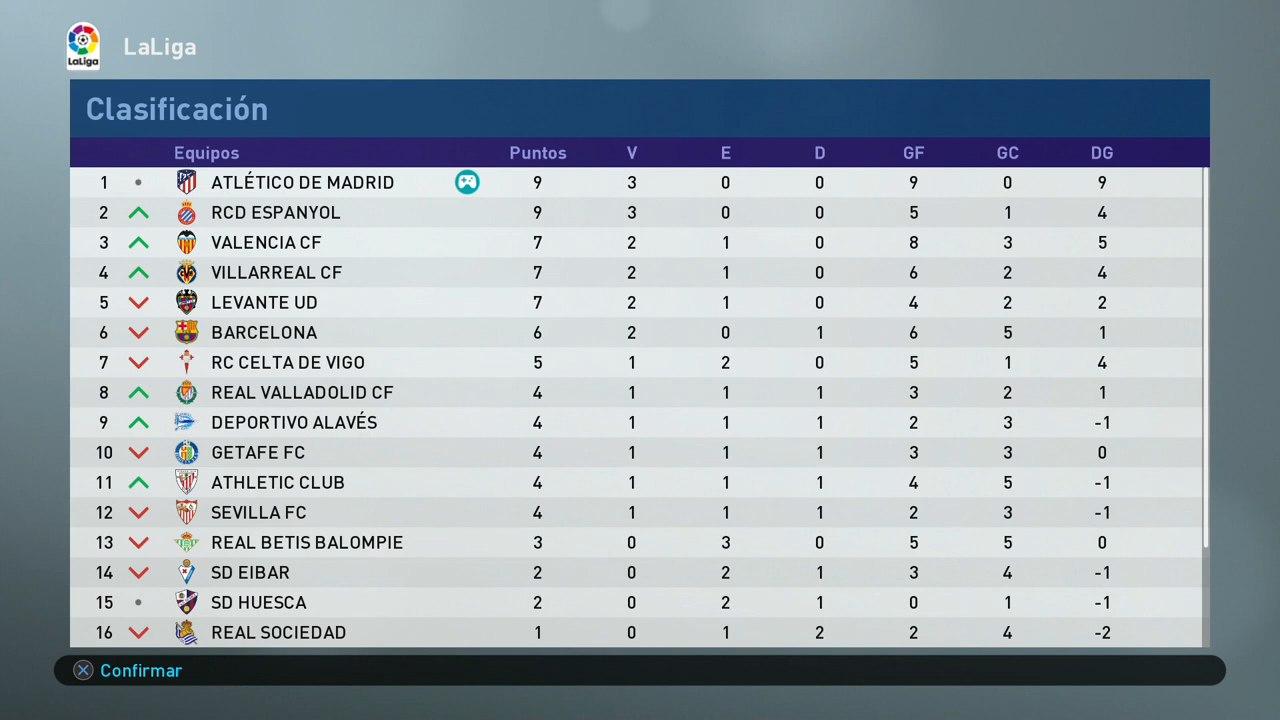 LaLiga
LaLiga
Clasificación
Equipos Puntos V E D GF GC DG
1 ATLÉTICO DE MADRID 9 3 0 0 9 0 9
2 RCD ESPANYOL 9 3 0 0 5 1 4
3 VALENCIA CF 7 2 1 0 8 3 5
4 VILLARREAL CF 7 2 1 0 6 2 4
5 LEVANTE UD 7 2 1 0 4 2 2
6 BARCELONA 6 2 0 1 6 5 1
7 RC CELTA DE VIGO 5 1 2 0 5 1 4
8 REAL VALLADOLID CF 4 1 1 1 3 2 1
9 DEPORTIVO ALAVÉS 4 1 1 1 2 3 -1
10 GETAFE FC 4 1 1 1 3 3 0
11 ATHLETIC CLUB 4 1 1 1 4 5 -1
12 SEVILLA FC 4 1 1 1 2 3 -1
13 REAL BETIS BALOMPIE 3 0 3 0 5 5 0
14 SD EIBAR 2 0 2 1 3 4 -1
15 SD HUESCA 2 0 2 1 0 1 -1
16 REAL SOCIEDAD 1 0 1 2 2 4 -2
Confirmar